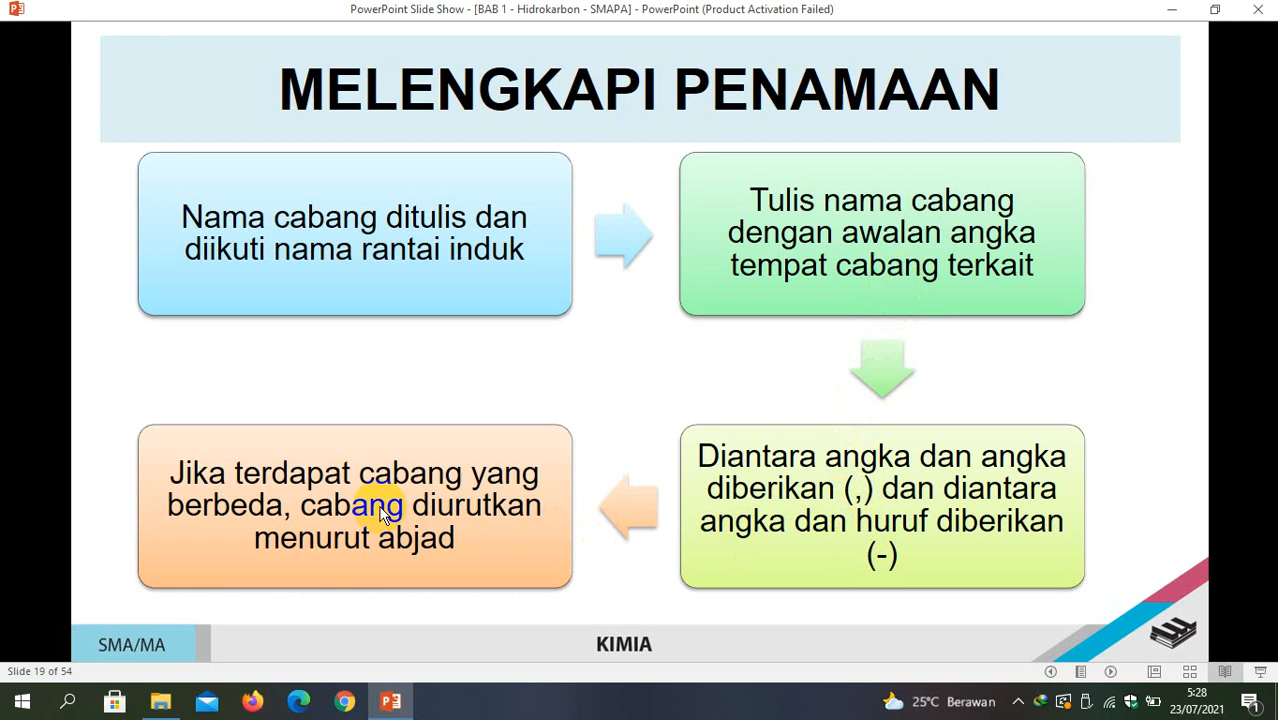 PowerPoint Slide Show - [BAB 1 - Hidrokarbon - SMAPA] - PowerPoint (Product Activation Failed)
MELENGKAPI PENAMAAN
Nama cabang ditulis dan
diikuti nama rantai induk
Tulis nama cabang
dengan awalan angka
tempat cabang terkait
Diantara angka dan angka
diberikan (,) dan diantara
angka dan huruf diberikan
(-)
Jika terdapat cabang yang
berbeda, cabang diurutkan
menurut abjad
SMA/MA
KIMIA
Slide 19 of 54
25°C Berawan
5:28
23/07/2021
1